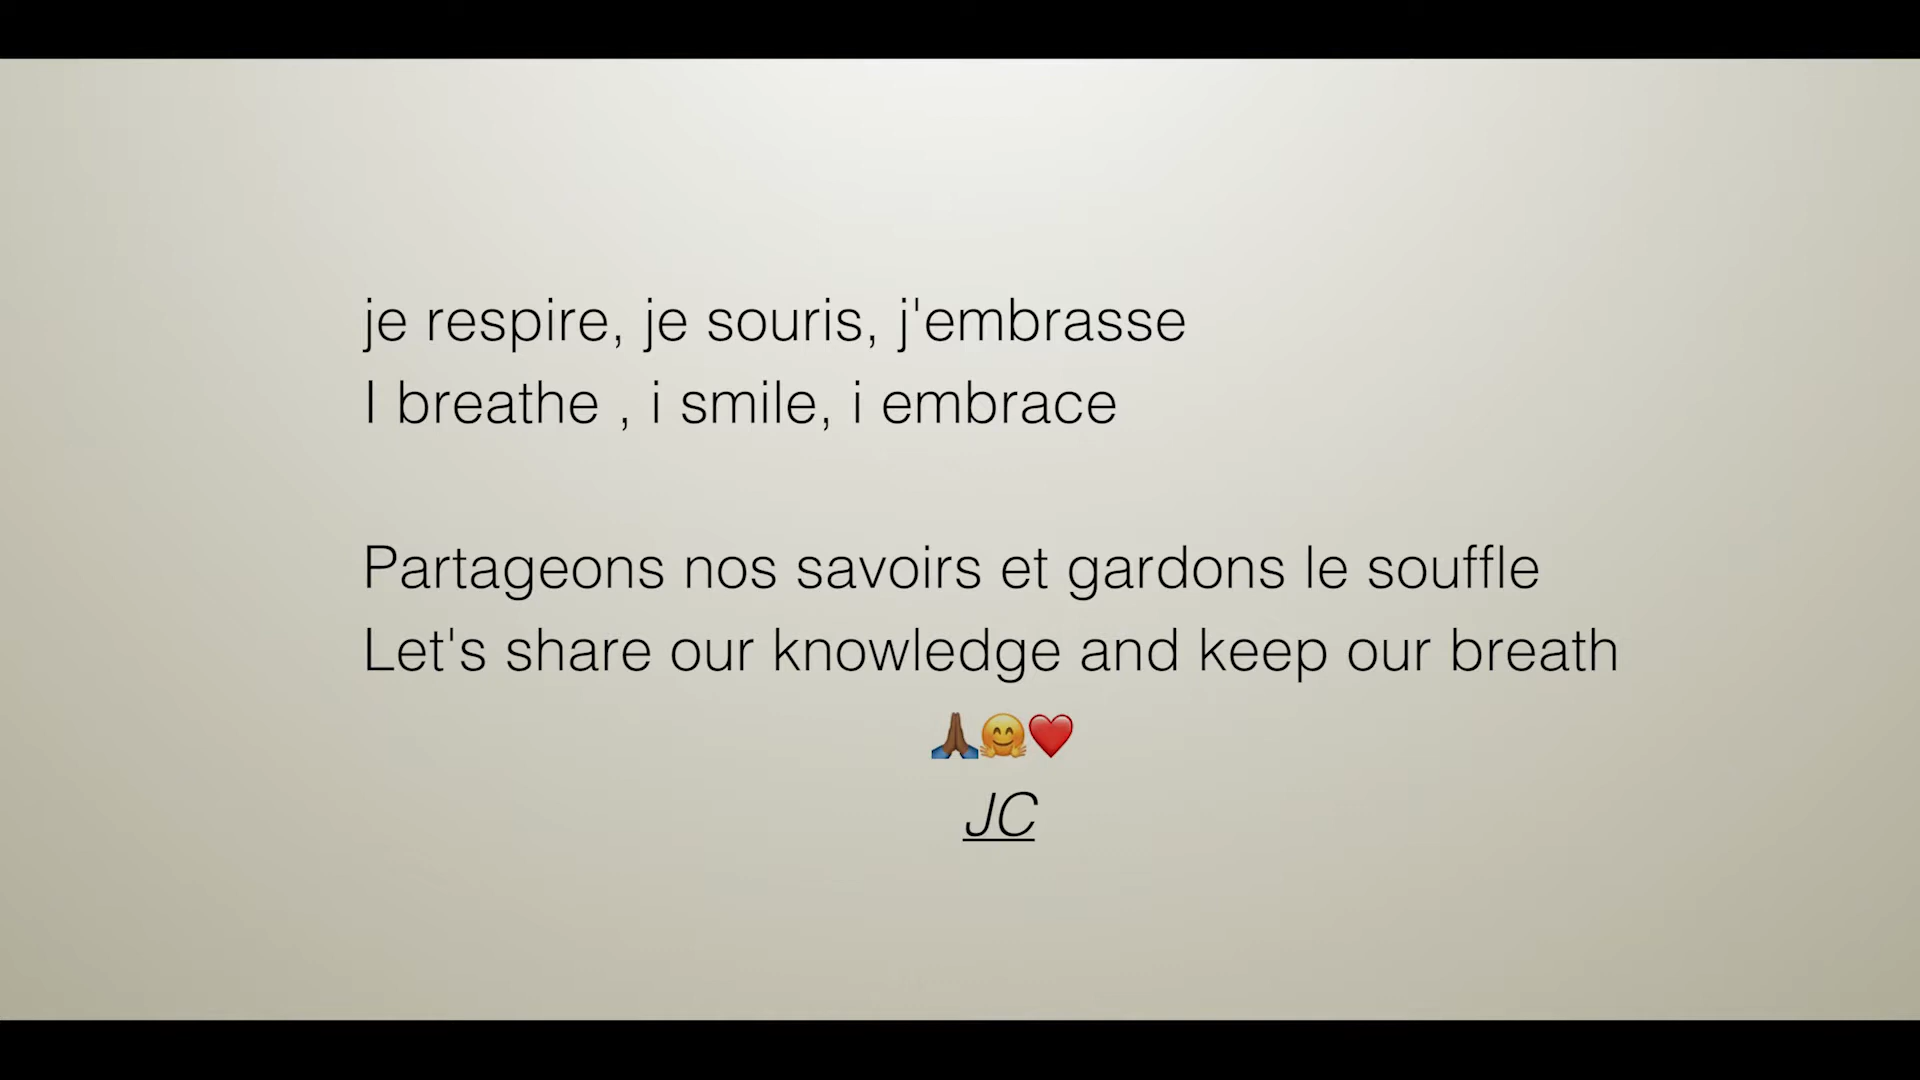 je respire, je souris, j'embrasse
I breathe , i smile, i embrace
Partageons nos savoirs et gardons le souffle
Let's share our knowledge and keep our breath
🙏🏾🤗❤️
JC